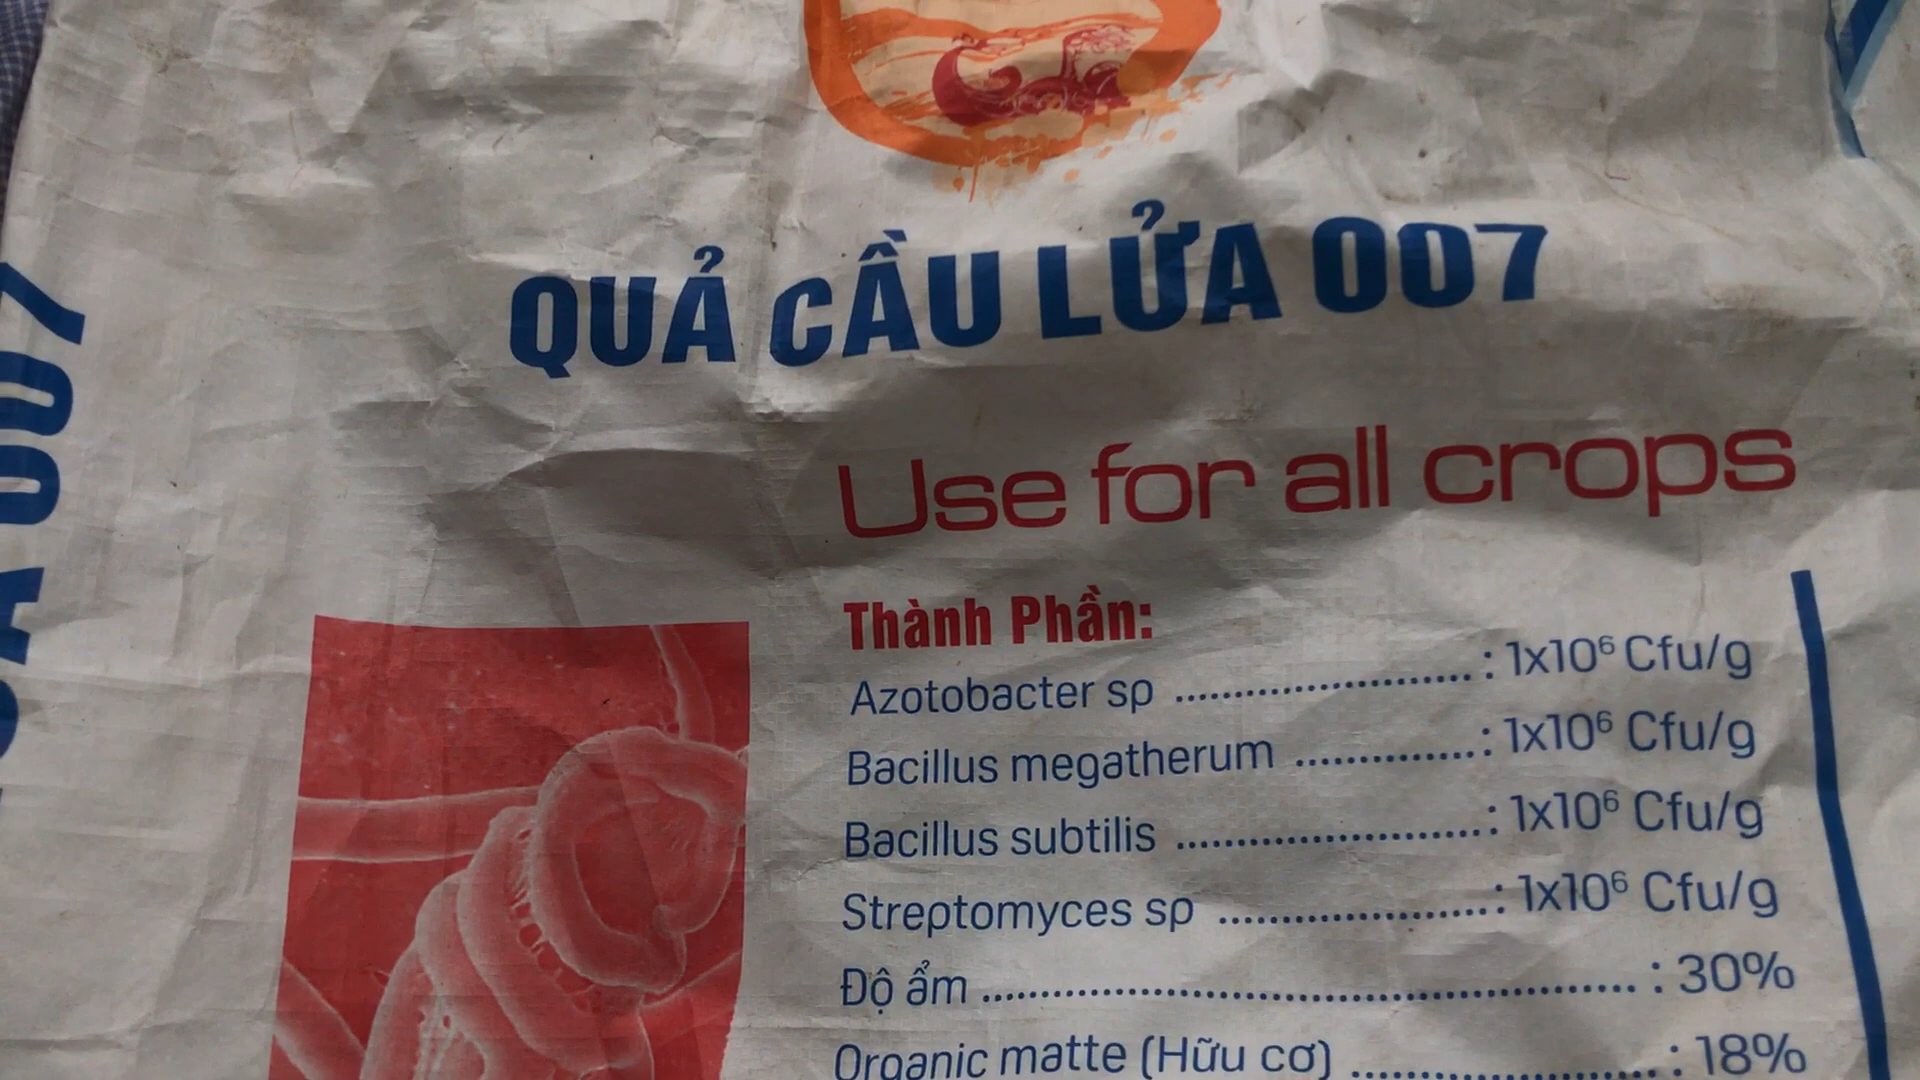 QUẢ CẦU LỬA 007
Use for all crops
Thành Phần:
Azotobacter sp ........................... : 1x10⁶ Cfu/g
Bacillus megatherum ................ : 1x10⁶ Cfu/g
Bacillus subtilis ........................... : 1x10⁶ Cfu/g
Streptomyces sp ........................ : 1x10⁶ Cfu/g
Độ ẩm ........................................................... : 30%
Organic matte (Hữu cơ) ........................... : 18%
007